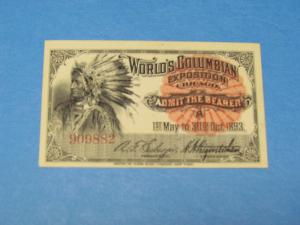 WORLD'S COLUMBIAN
EXPOSITION
CHICAGO
ADMIT THE BEARER
1ST MAY TO 30TH OCT. 1893.
909882